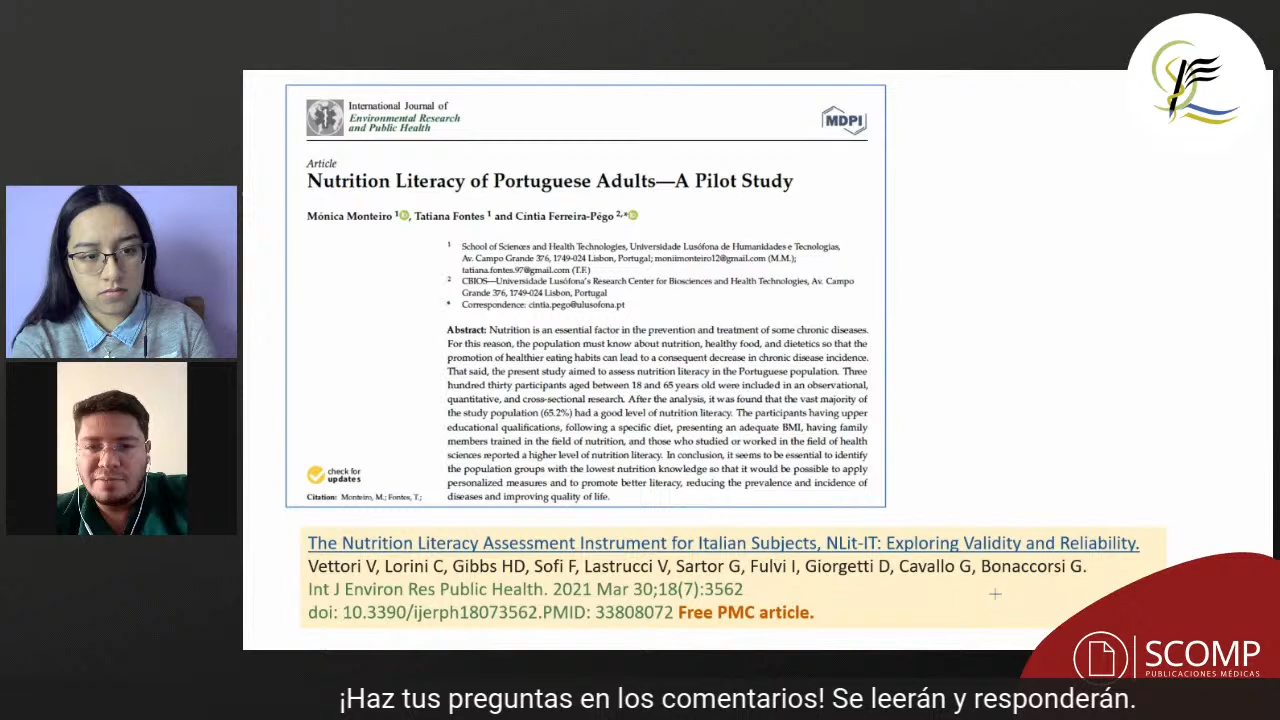 International Journal of
Environmental Research
and Public Health
MDPI
Article
Nutrition Literacy of Portuguese Adults—A Pilot Study
Mónica Monteiro 1, Tatiana Fontes 1 and Cíntia Ferreira-Pêgo 2,*
1 School of Sciences and Health Technologies, Universidade Lusófona de Humanidades e Tecnologias,
Av. Campo Grande 376, 1749-024 Lisbon, Portugal; moniimonteiro12@gmail.com (M.M.);
tatiana.fontes.97@gmail.com (T.F.)
2 CBIOS—Universidade Lusófona's Research Center for Biosciences and Health Technologies, Av. Campo
Grande 376, 1749-024 Lisbon, Portugal
* Correspondence: cintia.pego@ulusofona.pt
Abstract: Nutrition is an essential factor in the prevention and treatment of some chronic diseases.
For this reason, the population must know about nutrition, healthy food, and dietetics so that the
promotion of healthier eating habits can lead to a consequent decrease in chronic disease incidence.
That said, the present study aimed to assess nutrition literacy in the Portuguese population. Three
hundred thirty participants aged between 18 and 65 years old were included in an observational,
quantitative, and cross-sectional research. After the analysis, it was found that the vast majority of
the study population (65.2%) had a good level of nutrition literacy. The participants having upper
educational qualifications, following a specific diet, presenting an adequate BMI, having family
members trained in the field of nutrition, and those who studied or worked in the field of health
sciences reported a higher level of nutrition literacy. In conclusion, it seems to be essential to identify
the population groups with the lowest nutrition knowledge so that it would be possible to apply
personalized measures and to promote better literacy, reducing the prevalence and incidence of
diseases and improving quality of life.
check for
updates
Citation: Monteiro, M.; Fontes, T.;
The Nutrition Literacy Assessment Instrument for Italian Subjects, NLit-IT: Exploring Validity and Reliability.
Vettori V, Lorini C, Gibbs HD, Sofi F, Lastrucci V, Sartor G, Fulvi I, Giorgetti D, Cavallo G, Bonaccorsi G.
Int J Environ Res Public Health. 2021 Mar 30;18(7):3562
doi: 10.3390/ijerph18073562.PMID: 33808072 Free PMC article.
SCOMP
PUBLICACIONES MÉDICAS
¡Haz tus preguntas en los comentarios! Se leerán y responderán.